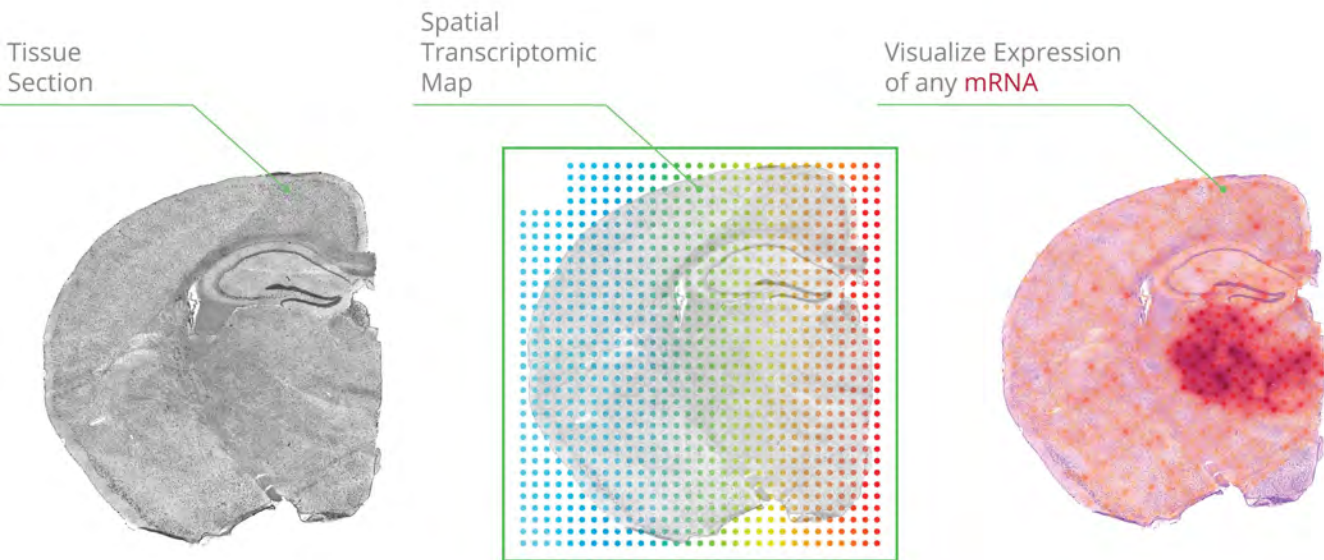 Tissue
Section
Spatial
Transcriptomic
Map
Visualize Expression
of any mRNA